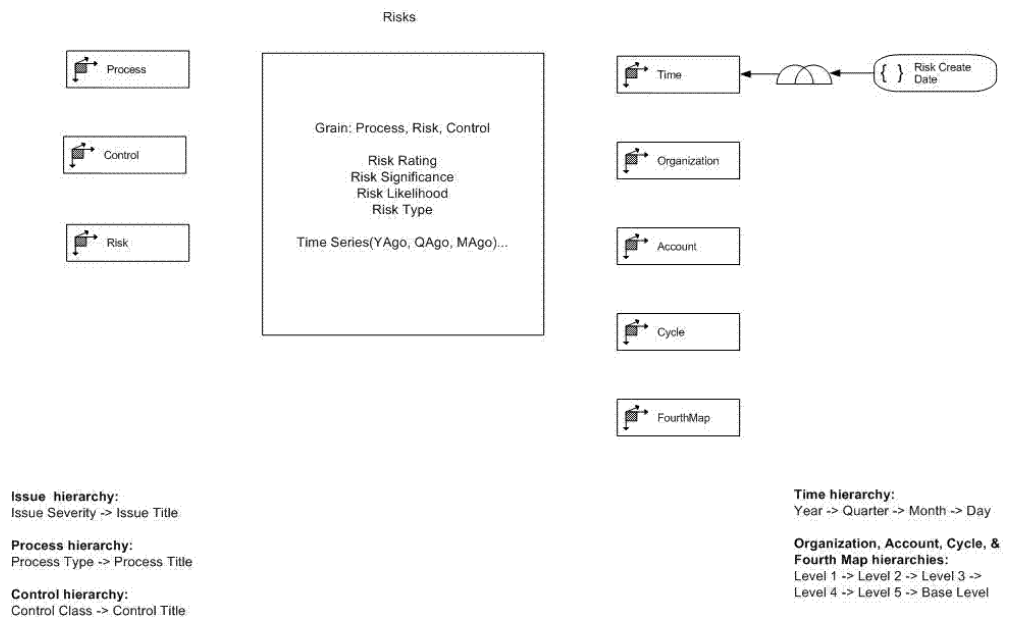 Risks
Process
Control
Risk
Grain: Process, Risk, Control
Risk Rating
Risk Significance
Risk Likelihood
Risk Type
Time Series(YAgo, QAgo, MAgo)...
Time
{ } Risk Create
Date
Organization
Account
Cycle
FourthMap
Issue hierarchy:
Issue Severity -> Issue Title
Process hierarchy:
Process Type -> Process Title
Control hierarchy:
Control Class -> Control Title
Time hierarchy:
Year -> Quarter -> Month -> Day
Organization, Account, Cycle, &
Fourth Map hierarchies:
Level 1 -> Level 2 -> Level 3 ->
Level 4 -> Level 5 -> Base Level